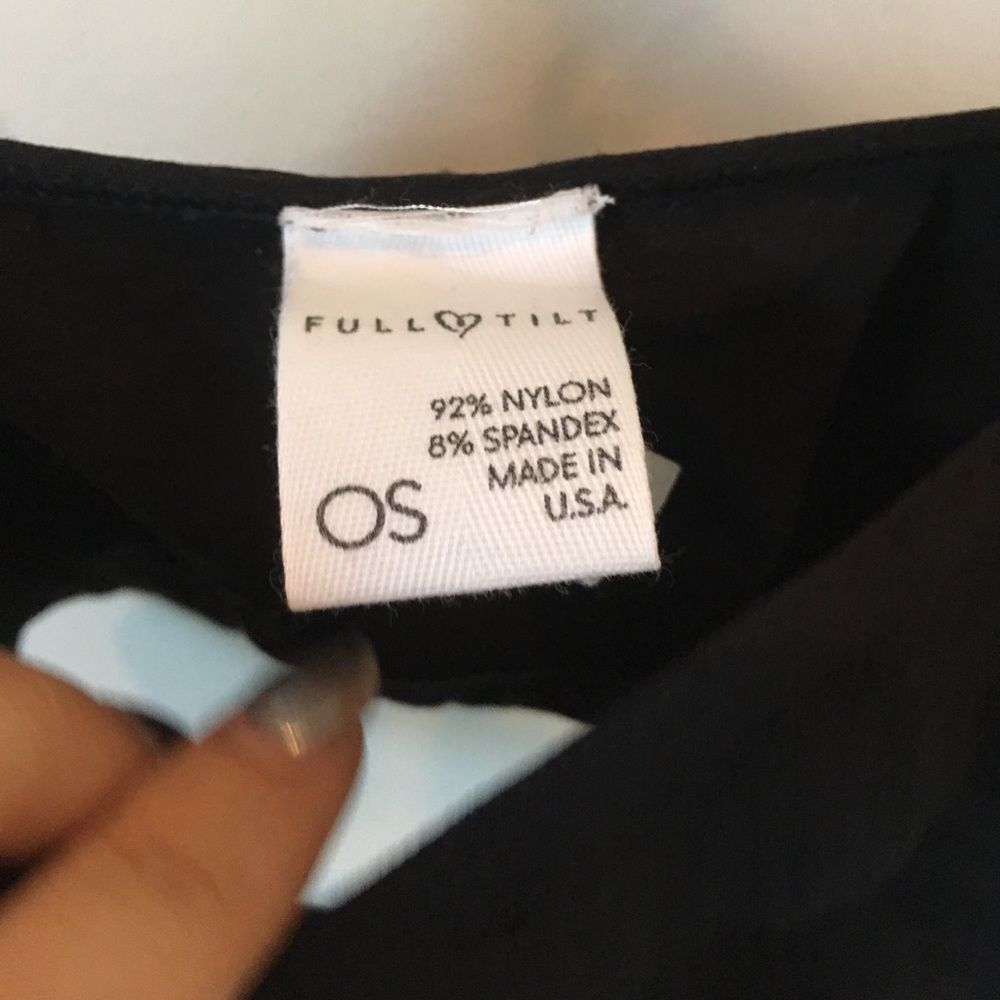 FULL TILT
92% NYLON
8% SPANDEX
MADE IN
U.S.A.
OS